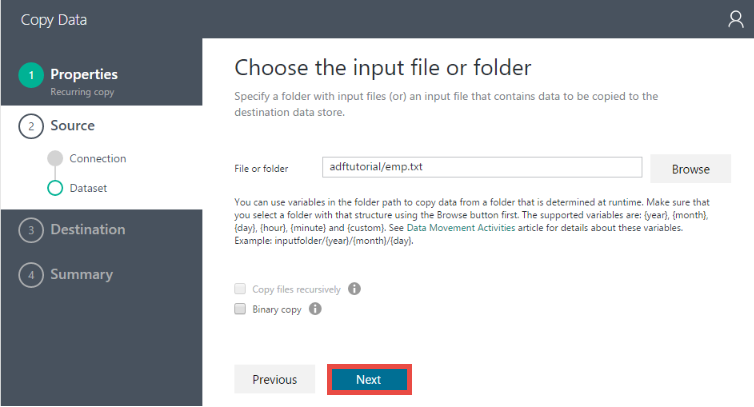 Copy Data
1 Properties
Recurring copy
2 Source
Connection
Dataset
3 Destination
4 Summary
Choose the input file or folder
Specify a folder with input files (or) an input file that contains data to be copied to the
destination data store.
File or folder adftutorial/emp.txt Browse
You can use variables in the folder path to copy data from a folder that is determined at runtime. Make sure that
you select a folder with that structure using the Browse button first. The supported variables are: {year}, {month},
{day}, {hour}, {minute} and {custom}. See Data Movement Activities article for details about these variables.
Example: inputfolder/{year}/{month}/{day}.
Copy files recursively i
Binary copy i
Previous Next